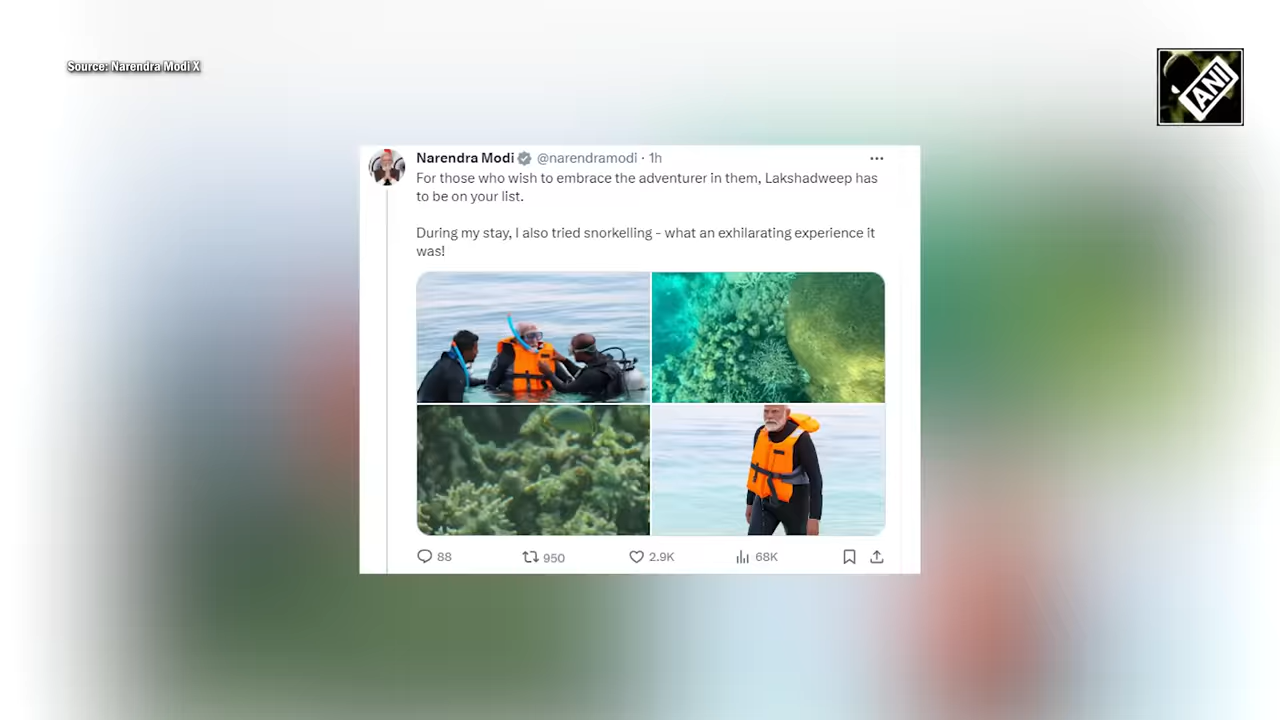 Source: Narendra Modi X
ANI
Narendra Modi @narendramodi · 1h
For those who wish to embrace the adventurer in them, Lakshadweep has
to be on your list.
During my stay, I also tried snorkelling - what an exhilarating experience it
was!
88 950 2.9K 68K